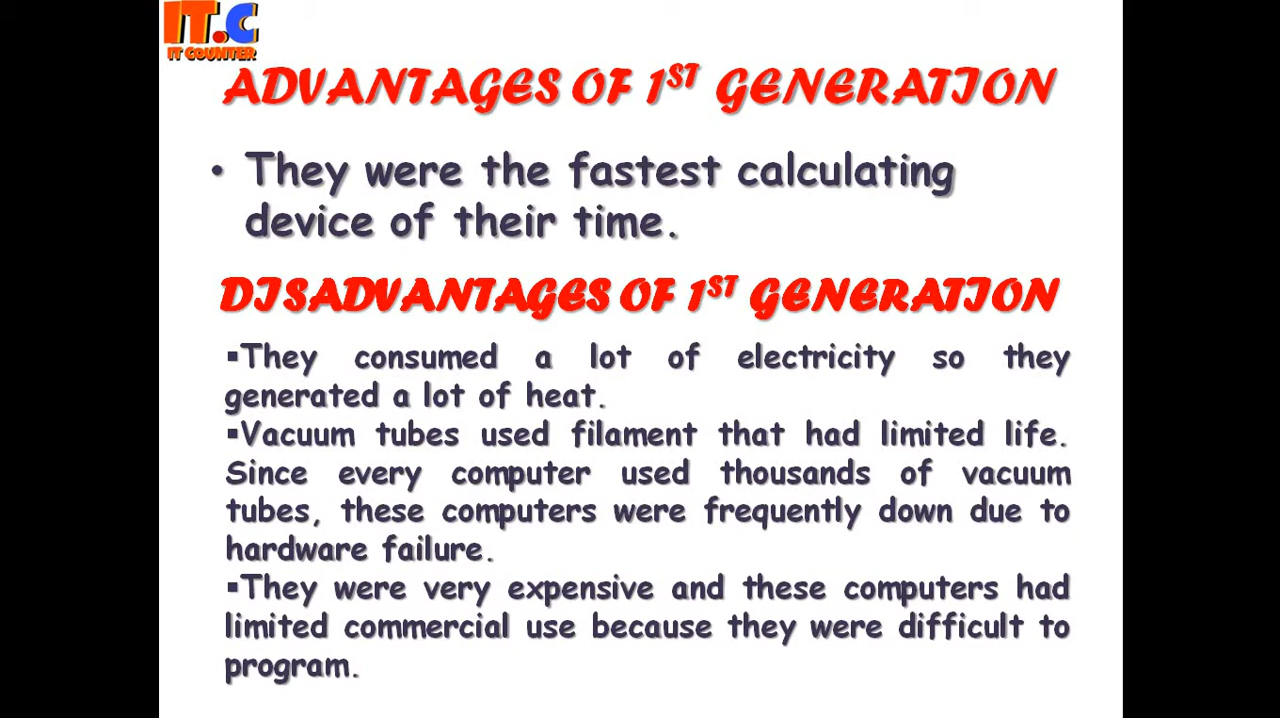 IT.C
IT COUNTER
ADVANTAGES OF 1ST GENERATION
• They were the fastest calculating
device of their time.
DISADVANTAGES OF 1ST GENERATION
▪They consumed a lot of electricity so they
generated a lot of heat.
▪Vacuum tubes used filament that had limited life.
Since every computer used thousands of vacuum
tubes, these computers were frequently down due to
hardware failure.
▪They were very expensive and these computers had
limited commercial use because they were difficult to
program.